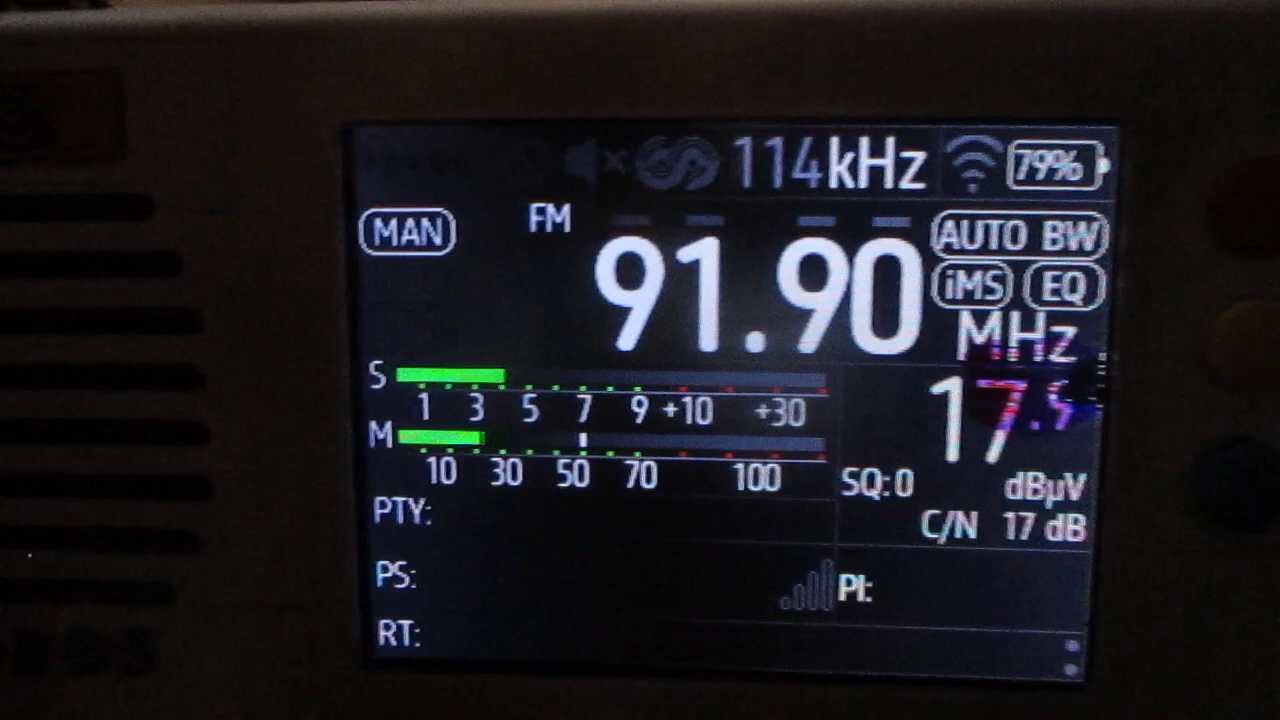 114kHz 79%
MAN FM 91.90 AUTO BW
iMS EQ
MHz
S
1 3 5 7 9 +10 +30
M
10 30 50 70 100
17.5
SQ:0 dBµV
C/N 17 dB
PTY:
PS: PI:
RT: